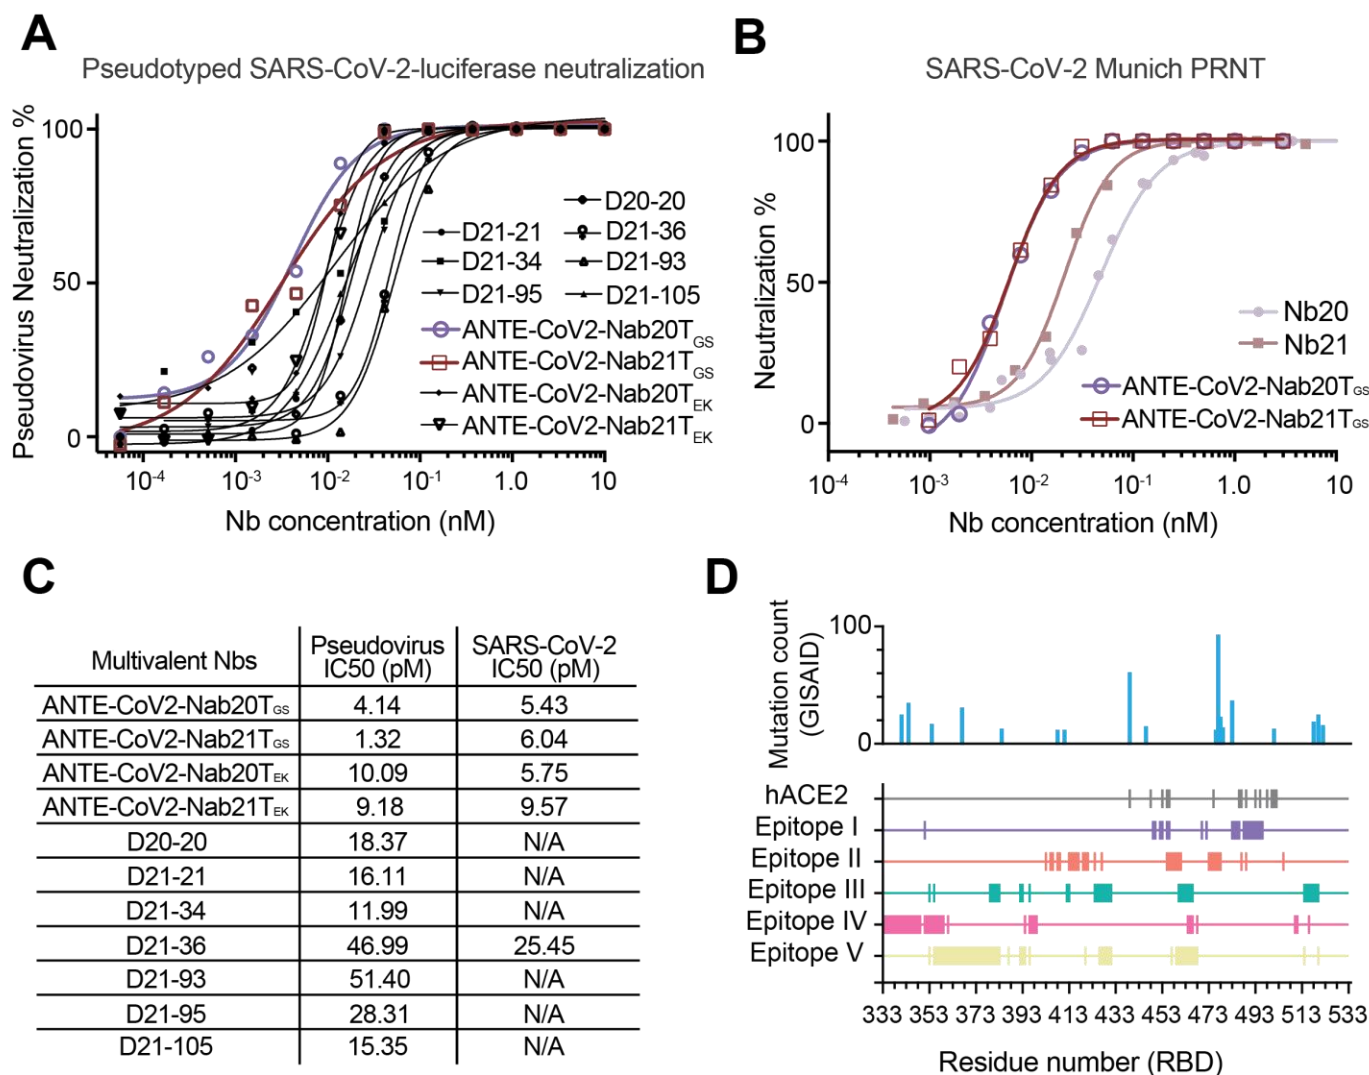 A
Pseudotyped SARS-CoV-2-luciferase neutralization
Pseudovirus Neutralization %
100
50
0
10-4
10-3
10-2
10-1
1.0
10
Nb concentration (nM)
D20-20
D21-21
D21-36
D21-34
D21-93
D21-95
D21-105
ANTE-CoV2-Nab20TGS
ANTE-CoV2-Nab21TGS
ANTE-CoV2-Nab20TEK
ANTE-CoV2-Nab21TEK
B
SARS-CoV-2 Munich PRNT
Neutralization %
100
50
0
10-4
10-3
10-2
10-1
1.0
10
Nb concentration (nM)
Nb20
Nb21
ANTE-CoV2-Nab20TGS
ANTE-CoV2-Nab21TGS
C
Multivalent Nbs
Pseudovirus
IC50 (pM)
SARS-CoV-2
IC50 (pM)
ANTE-CoV2-Nab20TGS 4.14 5.43
ANTE-CoV2-Nab21TGS 1.32 6.04
ANTE-CoV2-Nab20TEK 10.09 5.75
ANTE-CoV2-Nab21TEK 9.18 9.57
D20-20 18.37 N/A
D21-21 16.11 N/A
D21-34 11.99 N/A
D21-36 46.99 25.45
D21-93 51.40 N/A
D21-95 28.31 N/A
D21-105 15.35 N/A
D
Mutation count
(GISAID)
100
0
hACE2
Epitope I
Epitope II
Epitope III
Epitope IV
Epitope V
333 353 373 393 413 433 453 473 493 513 533
Residue number (RBD)